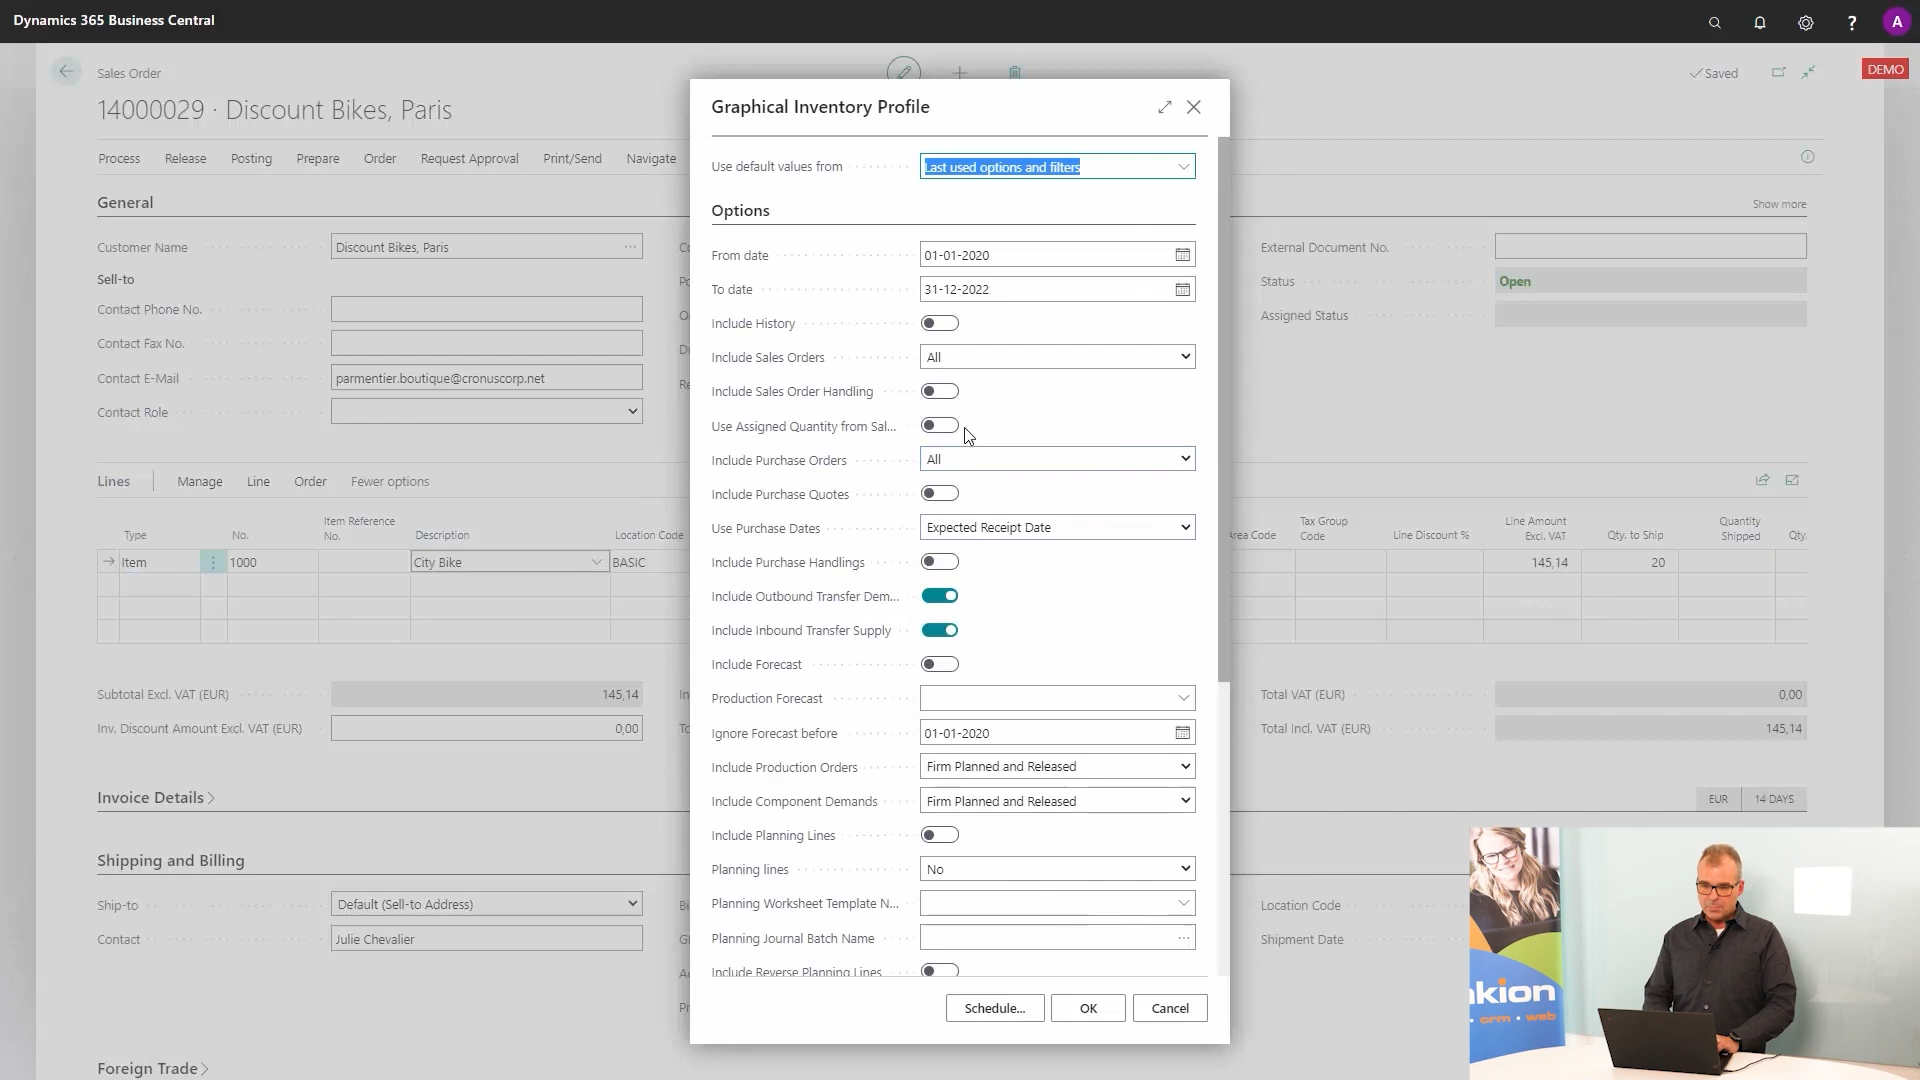 Dynamics 365 Business Central
?
A
Sales Order
Saved
DEMO
14000029 · Discount Bikes, Paris
Process
Release
Posting
Prepare
Order
Request Approval
Print/Send
Navigate
General
Show more
Customer Name
Discount Bikes, Paris
Sell-to
Contact Phone No.
Contact Fax No.
Contact E-Mail
parmentier.boutique@cronuscorp.net
Contact Role
External Document No.
Status
Open
Assigned Status
Lines
Manage
Line
Order
Fewer options
Type
No.
Item Reference
No.
Description
Location Code
Area Code
Tax Group
Code
Line Discount %
Line Amount
Excl. VAT
Qty. to Ship
Quantity
Shipped
Qty.
Item
1000
City Bike
BASIC
145,14
20
Subtotal Excl. VAT (EUR)
145,14
Inv. Discount Amount Excl. VAT (EUR)
0,00
Total VAT (EUR)
0,00
Total Incl. VAT (EUR)
145,14
Invoice Details
EUR
14 DAYS
Shipping and Billing
Ship-to
Default (Sell-to Address)
Contact
Julie Chevalier
Location Code
Shipment Date
Foreign Trade
Graphical Inventory Profile
Use default values from
Last used options and filters
Options
From date
01-01-2020
To date
31-12-2022
Include History
Include Sales Orders
All
Include Sales Order Handling
Use Assigned Quantity from Sal...
Include Purchase Orders
All
Include Purchase Quotes
Use Purchase Dates
Expected Receipt Date
Include Purchase Handlings
Include Outbound Transfer Dem...
Include Inbound Transfer Supply
Include Forecast
Production Forecast
Ignore Forecast before
01-01-2020
Include Production Orders
Firm Planned and Released
Include Component Demands
Firm Planned and Released
Include Planning Lines
Planning lines
No
Planning Worksheet Template N...
Planning Journal Batch Name
Include Reverse Planning Lines
Schedule...
OK
Cancel
kion
crm • web